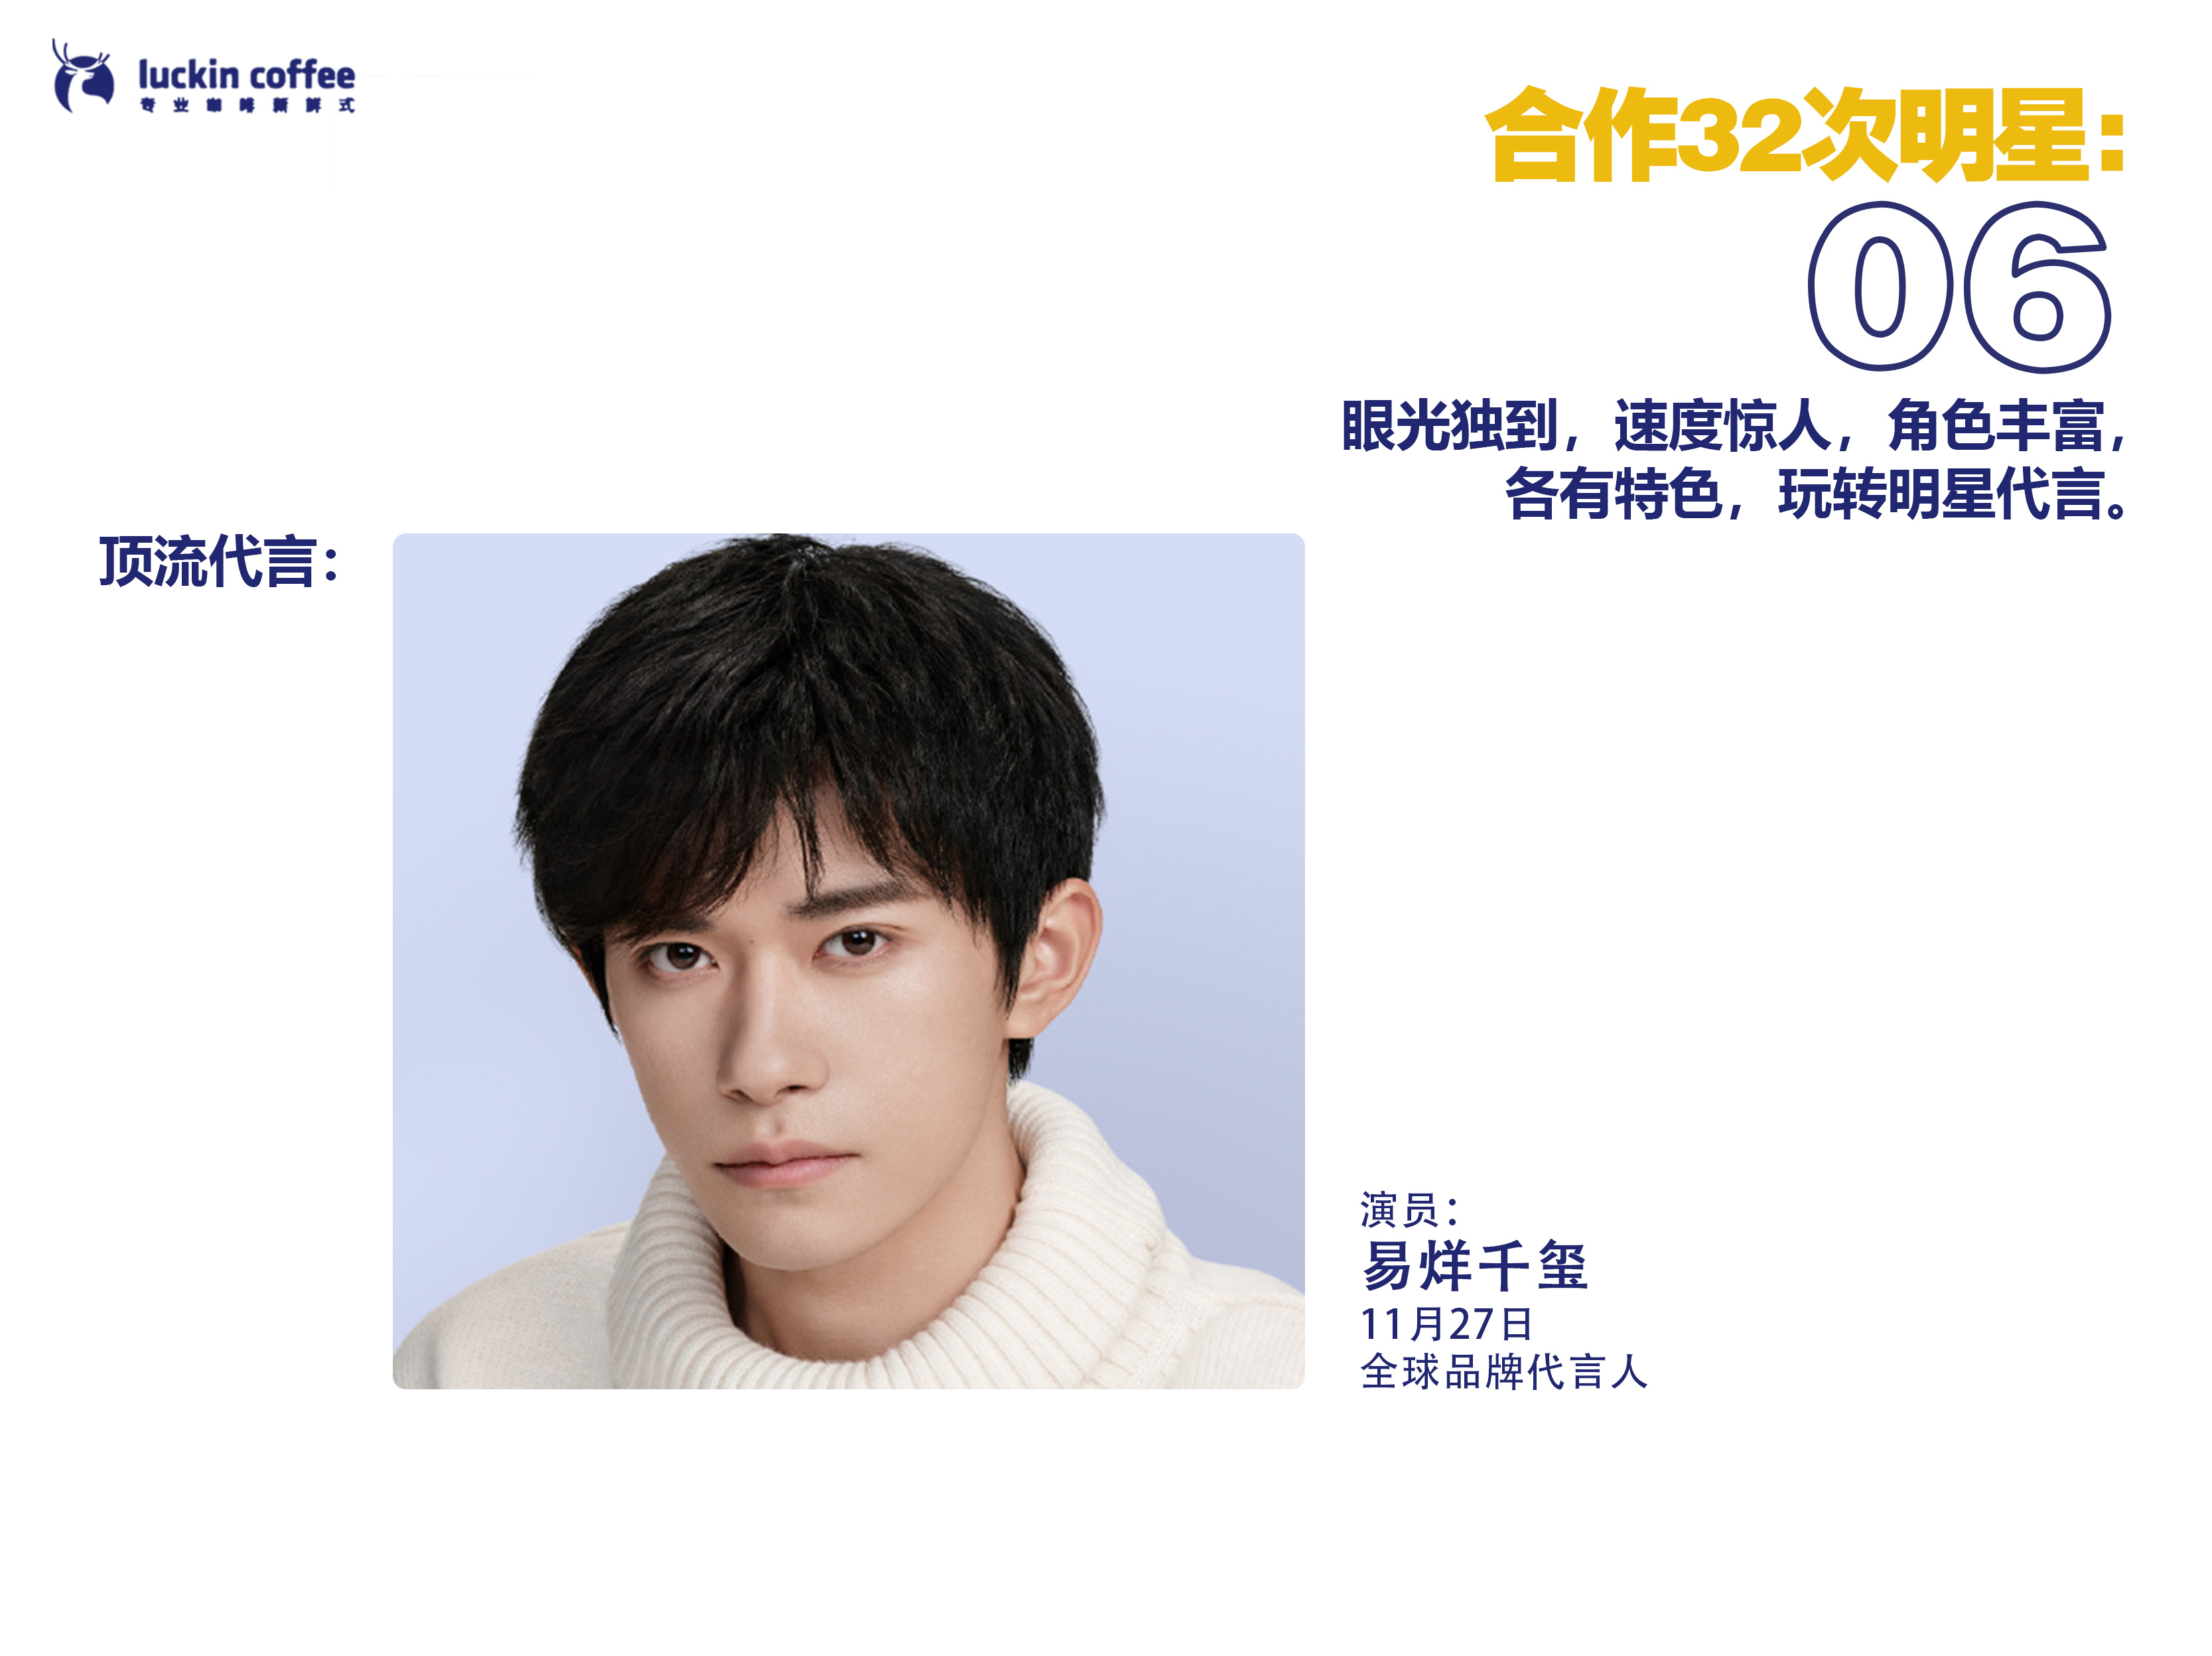 luckin coffee
专业咖啡新鲜式
合作32次明星：
06
眼光独到，速度惊人，角色丰富，
各有特色，玩转明星代言。
顶流代言：
演员：
易烊千玺
11月27日
全球品牌代言人